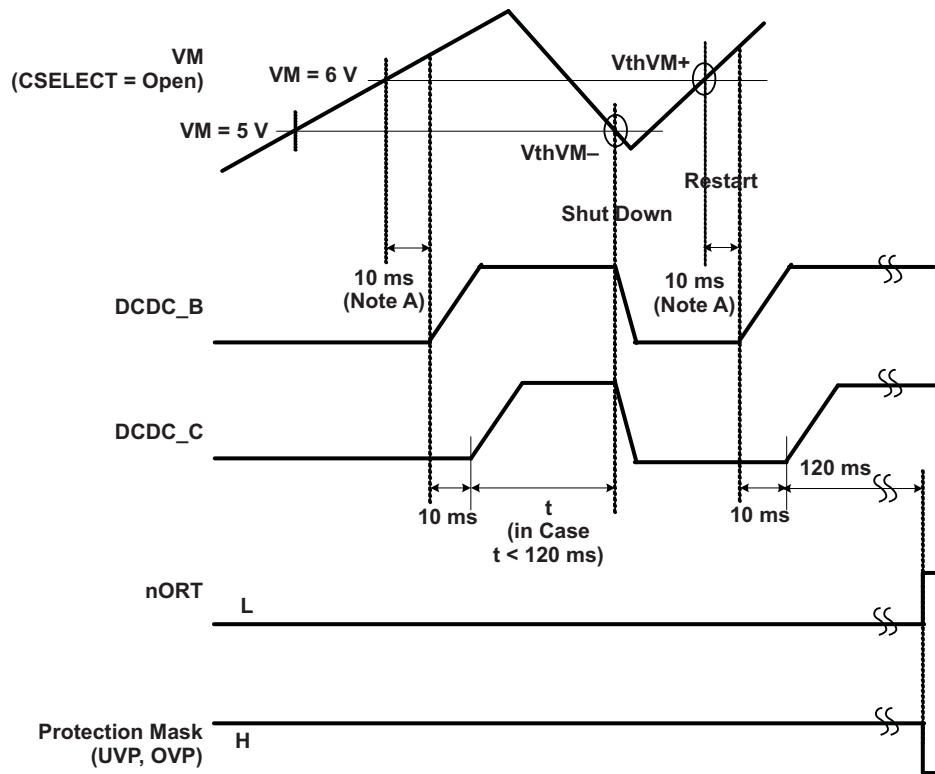 VM
(CSELECT = Open)
VM = 6 V
VM = 5 V
VthVM+
VthVM–
Restart
Shut Down
10 ms
(Note A)
10 ms
(Note A)
DCDC_B
DCDC_C
10 ms
t
(in Case
t < 120 ms)
10 ms
120 ms
nORT
L
Protection Mask
(UVP, OVP)
H